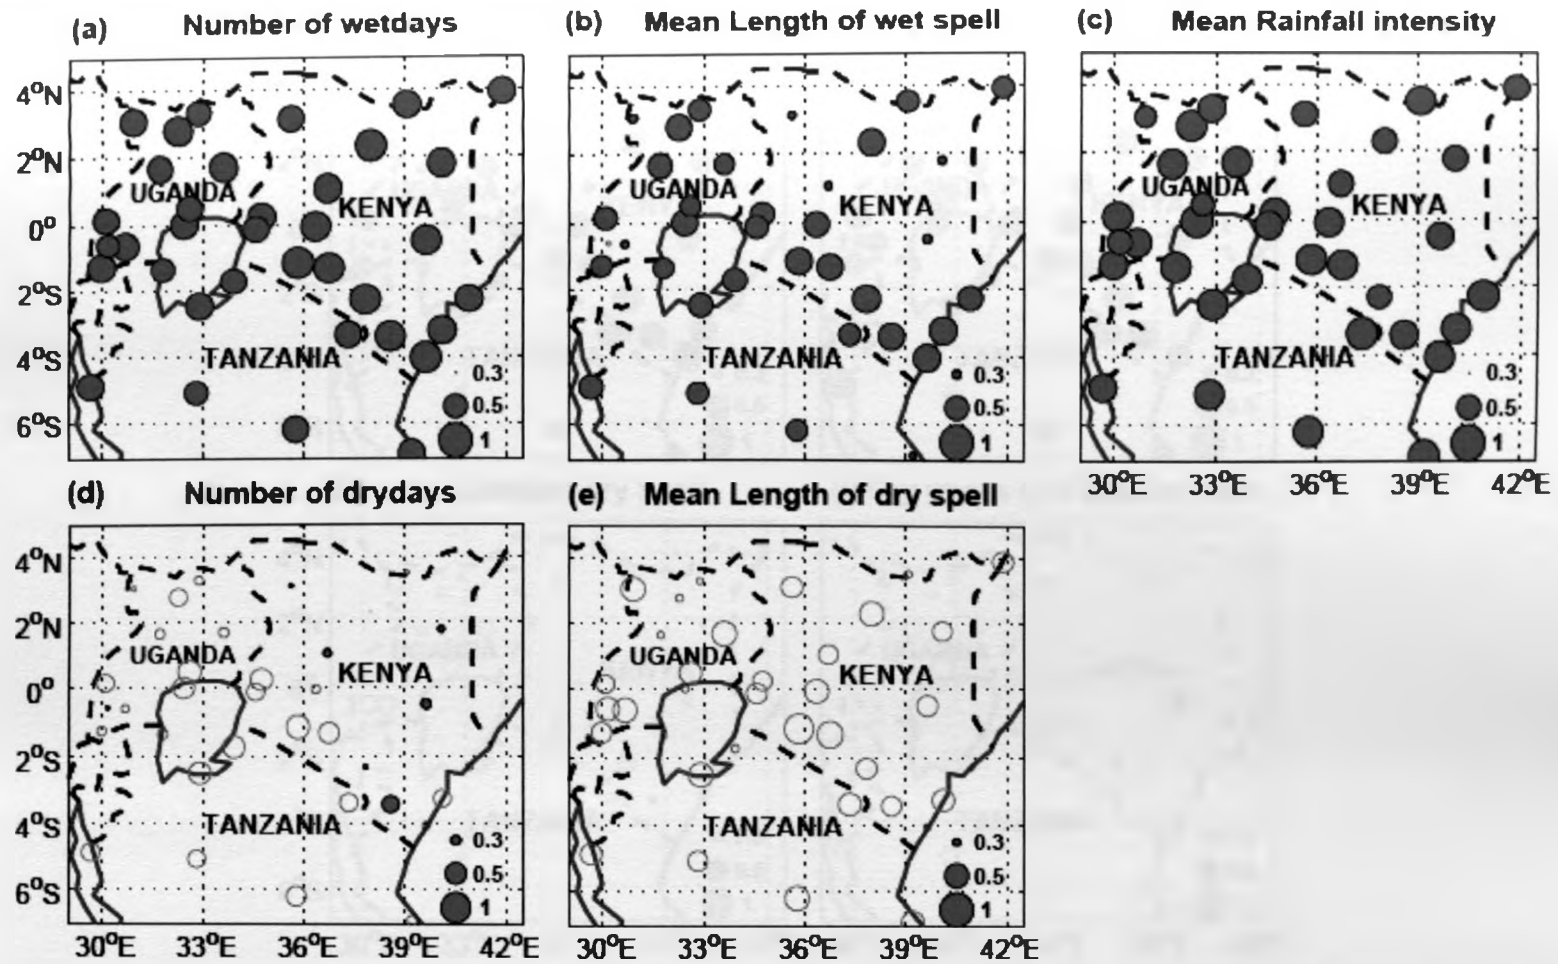 (a) Number of wetdays
(b) Mean Length of wet spell
(c) Mean Rainfall intensity
4°N
2°N
0°
2°S
4°S
6°S
UGANDA
KENYA
TANZANIA
0.3
0.5
1
UGANDA
KENYA
TANZANIA
0.3
0.5
1
UGANDA
KENYA
TANZANIA
0.3
0.5
1
30°E 33°E 36°E 39°E 42°E
(d) Number of drydays
(e) Mean Length of dry spell
4°N
2°N
0°
2°S
4°S
6°S
UGANDA
KENYA
TANZANIA
0.3
0.5
1
30°E 33°E 36°E 39°E 42°E
UGANDA
KENYA
TANZANIA
0.3
0.5
1
30°E 33°E 36°E 39°E 42°E